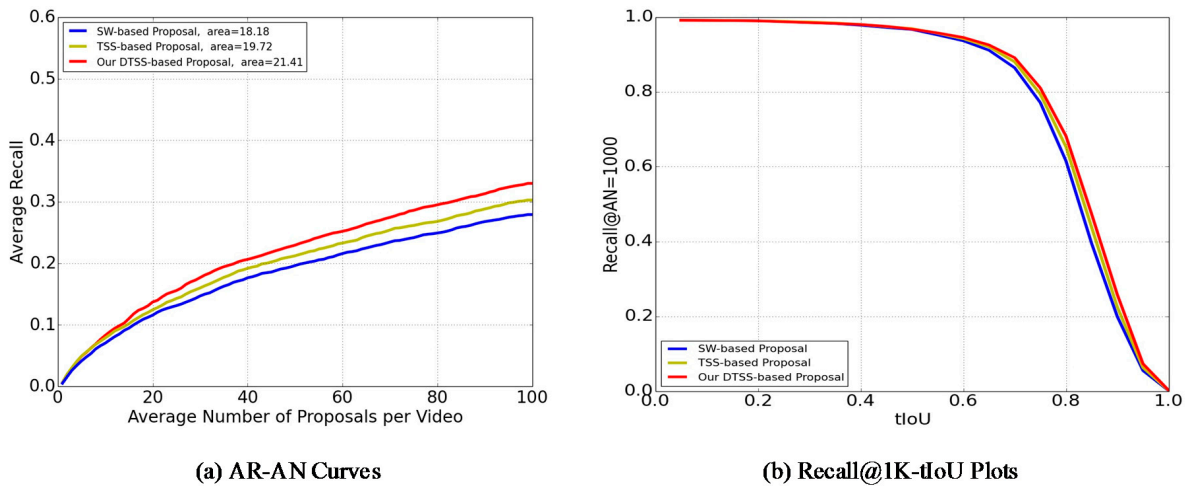 0.6
0.5
0.4
0.3
0.2
0.1
0.0
Average Recall
SW-based Proposal, area=18.18
TSS-based Proposal, area=19.72
Our DTSS-based Proposal, area=21.41
0 20 40 60 80 100
Average Number of Proposals per Video
(a) AR-AN Curves
1.0
0.8
0.6
0.4
0.2
0.0
Recall@AN=1000
SW-based Proposal
TSS-based Proposal
Our DTSS-based Proposal
0.0 0.2 0.4 0.6 0.8 1.0
tIoU
(b) Recall@1K-tIoU Plots